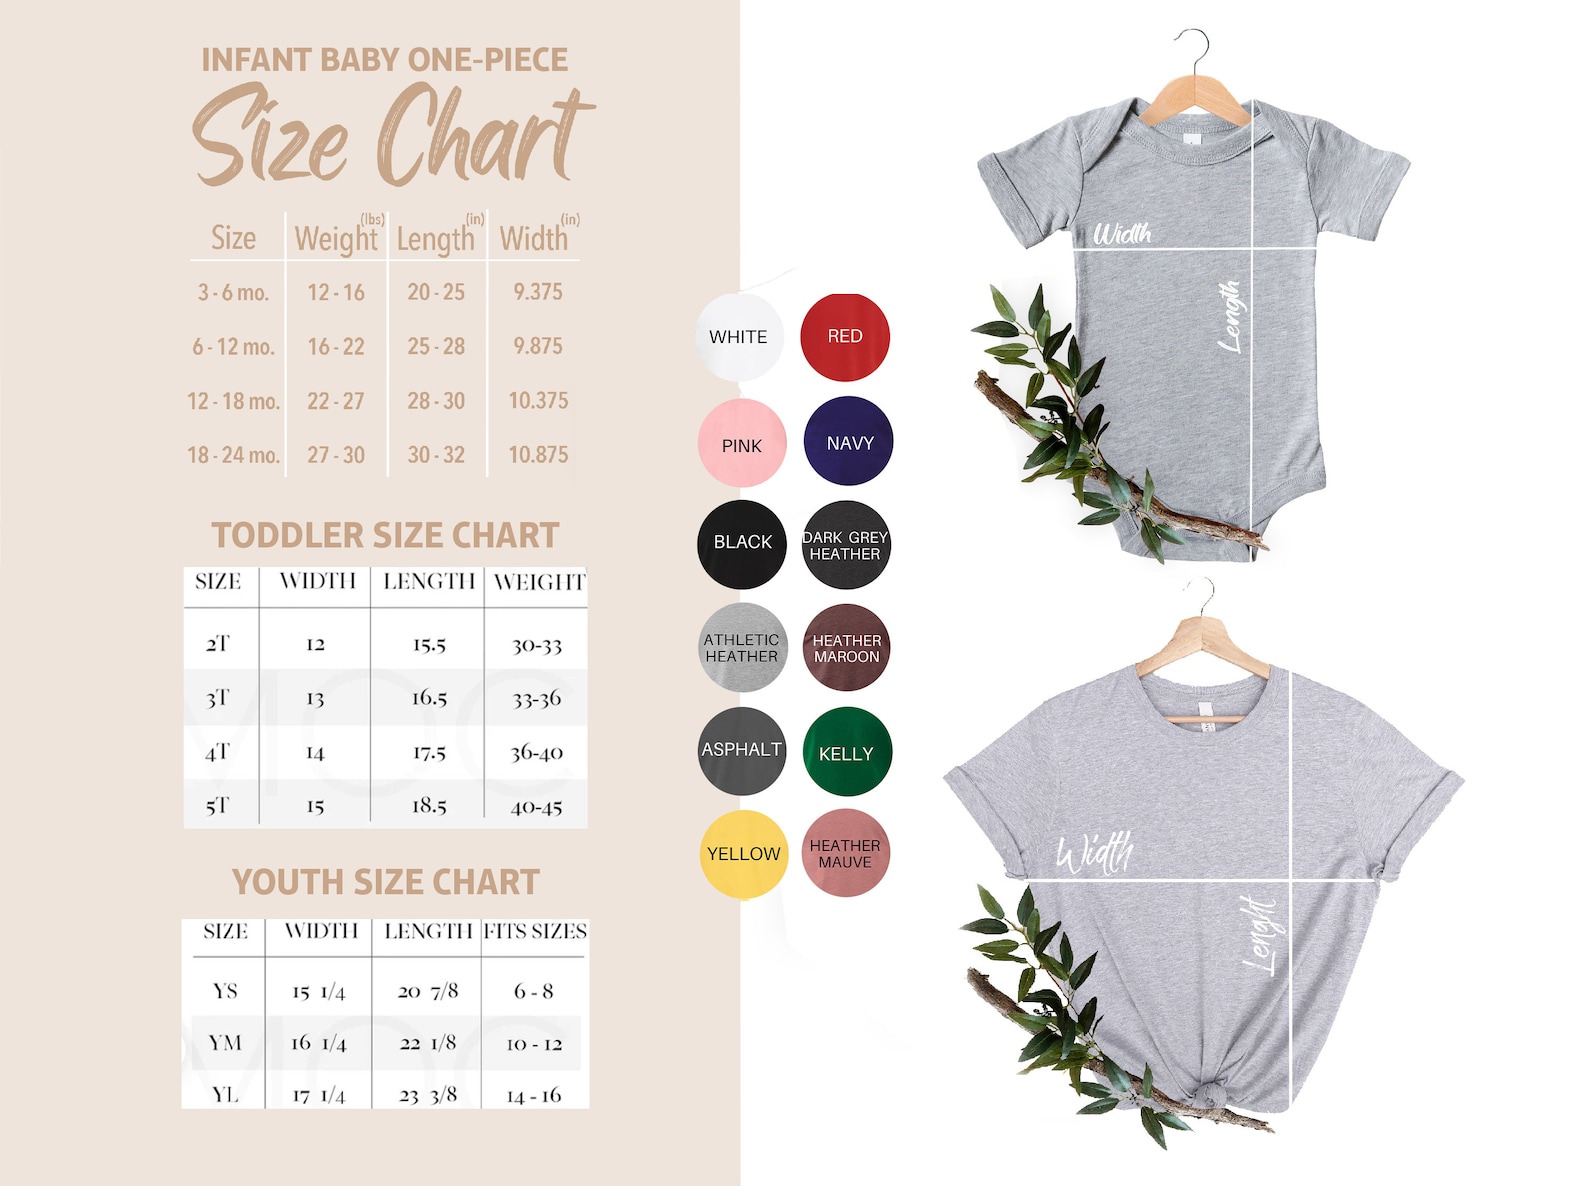 INFANT BABY ONE-PIECE
Size Chart
Size Weight (lbs) Length (in) Width (in)
3 - 6 mo. 12 - 16 20 - 25 9.375
6 - 12 mo. 16 - 22 25 - 28 9.875
12 - 18 mo. 22 - 27 28 - 30 10.375
18 - 24 mo. 27 - 30 30 - 32 10.875
TODDLER SIZE CHART
SIZE WIDTH LENGTH WEIGHT
2T 12 15.5 30-33
3T 13 16.5 33-36
4T 14 17.5 36-40
5T 15 18.5 40-45
YOUTH SIZE CHART
SIZE WIDTH LENGTH FITS SIZES
YS 15 1/4 20 7/8 6 - 8
YM 16 1/4 22 1/8 10 - 12
YL 17 1/4 23 3/8 14 - 16
WHITE
RED
PINK
NAVY
BLACK
DARK GREY
HEATHER
ATHLETIC
HEATHER
HEATHER
MAROON
ASPHALT
KELLY
YELLOW
HEATHER
MAUVE
Width
Length
Width
Lenght